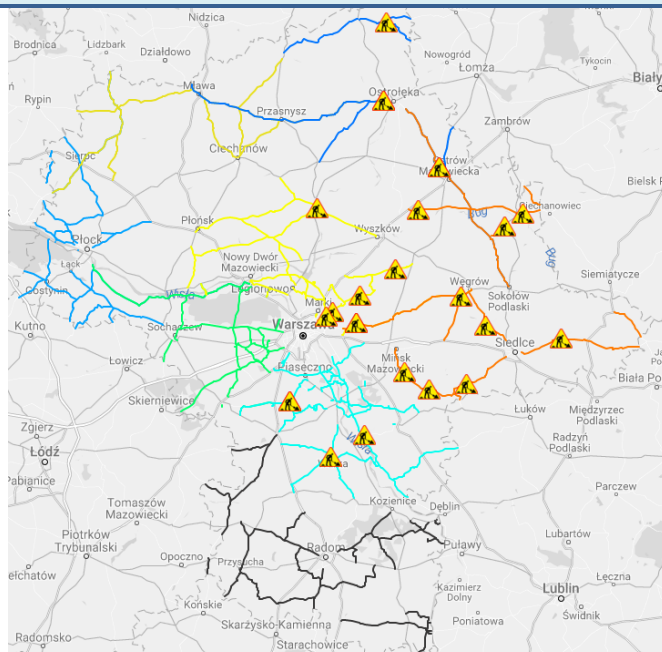 Nidzica
Brodnica
Lidzbark
Działdowo
Nowogród
Łomża
Tykocin
Biały
Rypin
Mława
Ostrołęka
Przasnysz
Zambrów
Ciechanów
Sierpc
Ostrów
Mazowiecka
Bielsk P
Ciechanowiec
Bug
Płońsk
Wyszków
Płock
Bug
Łąck
Nowy Dwór
Mazowiecki
Siemiatycze
Gostynin
Wisła
Legionowo
Węgrów
Marki
Sokołów
Podlaski
Kutno
Sochaczew
Warszawa
Siedlce
Łowicz
Mińsk
Mazowiecki
Piaseczno
Biała Po
Skierniewice
Łuków
Międzyrzec
Podlaski
Zgierz
Radzyń
Podlaski
Łódź
Wisła
Pabianice
Parczew
Kozienice
Dęblin
Tomaszów
Mazowiecki
Piotrków
Trybunalski
Lubartów
Radom
Puławy
Opoczno
Przysucha
ełchatów
Łęczna
Kazimierz
Dolny
Lublin
Końskie
Świdnik
Poniatowa
Skarżysko-Kamienna
Radomsko
Starachowice